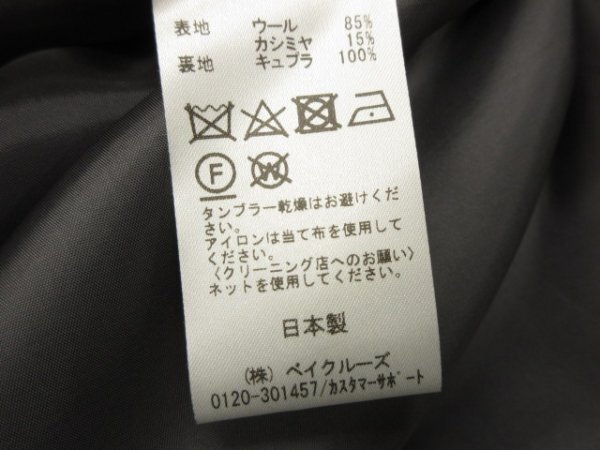 表地 ウール 85%
カシミヤ 15%
裏地 キュプラ 100%
F W
タンブラー乾燥はお避けくだ
さい。
アイロンは当て布を使用して
ください。
〈クリーニング店へのお願い〉
ネットを使用してください。
日本製
(株) ベイクルーズ
0120-301457/カスタマーサポート